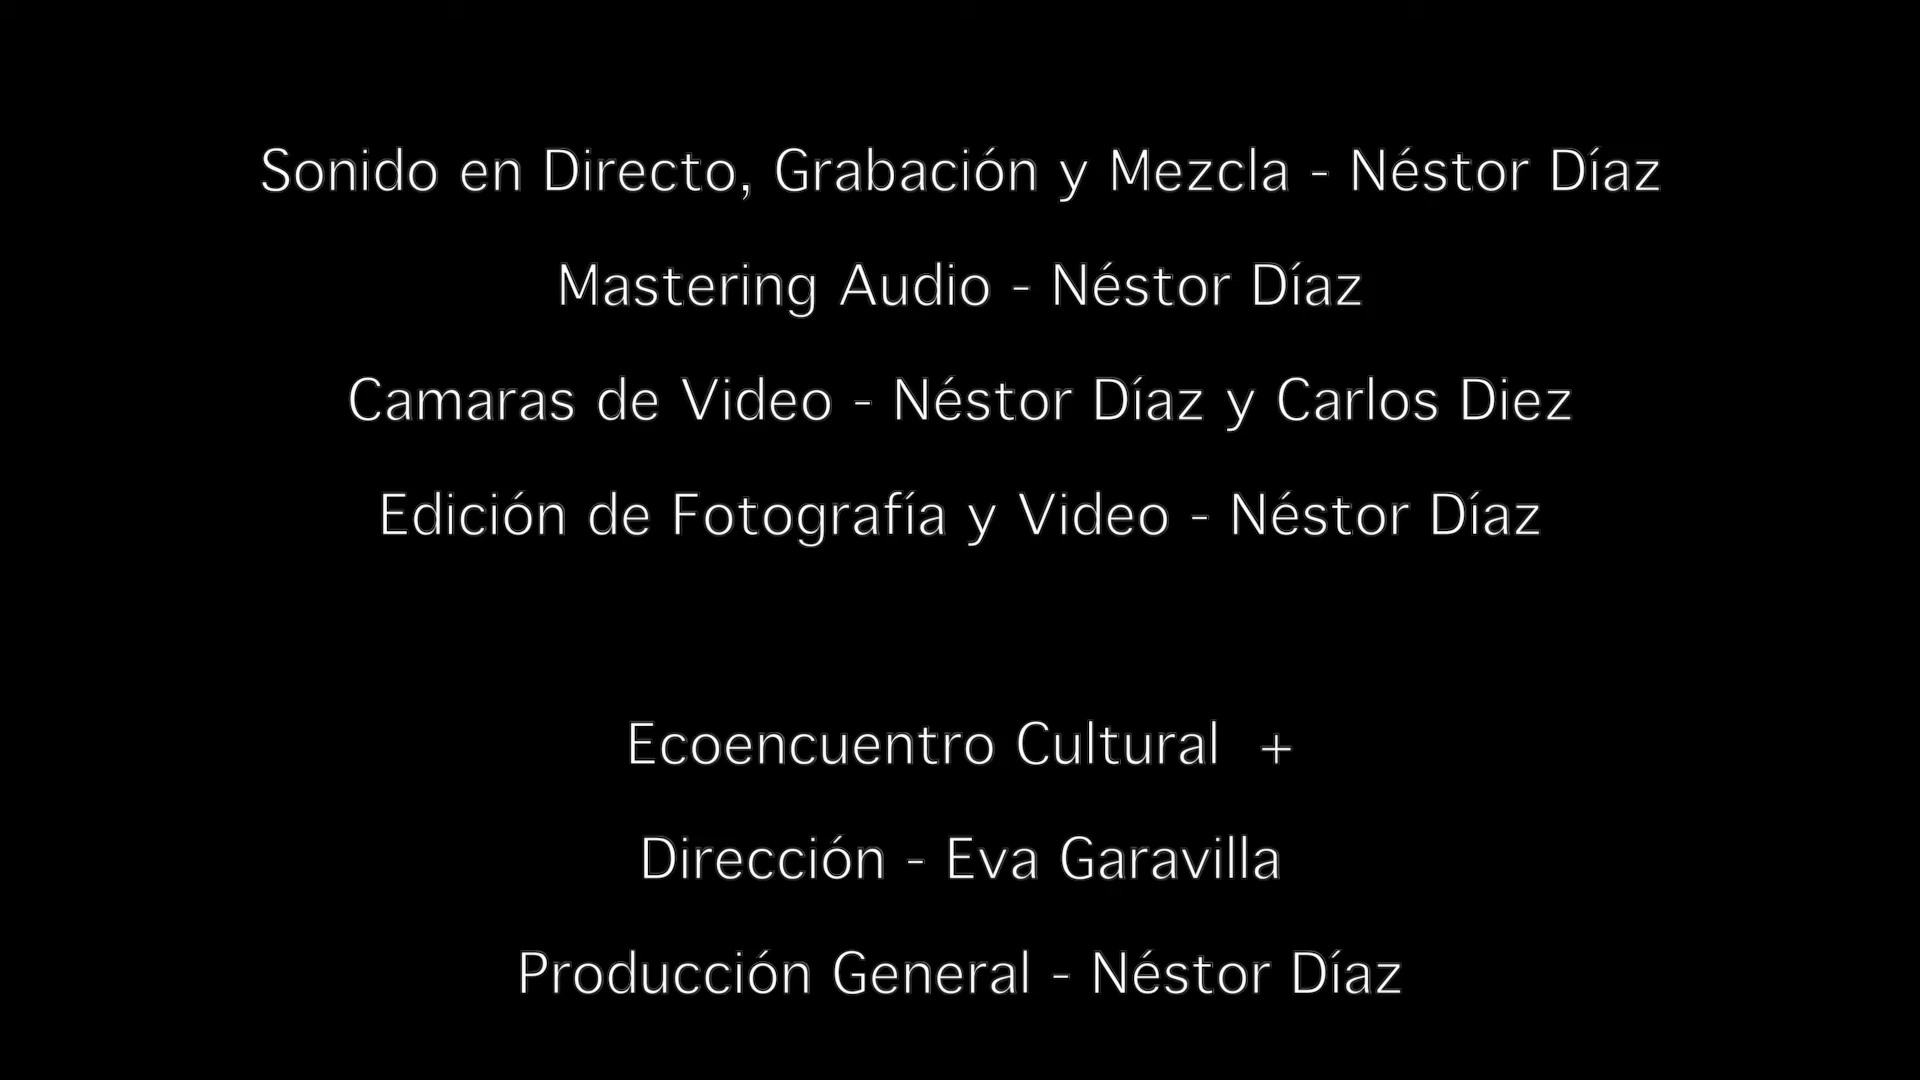 Sonido en Directo, Grabación y Mezcla - Néstor Díaz
Mastering Audio - Néstor Díaz
Camaras de Video - Néstor Díaz y Carlos Diez
Edición de Fotografía y Video - Néstor Díaz
Ecoencuentro Cultural  +
Dirección - Eva Garavilla
Producción General - Néstor Díaz